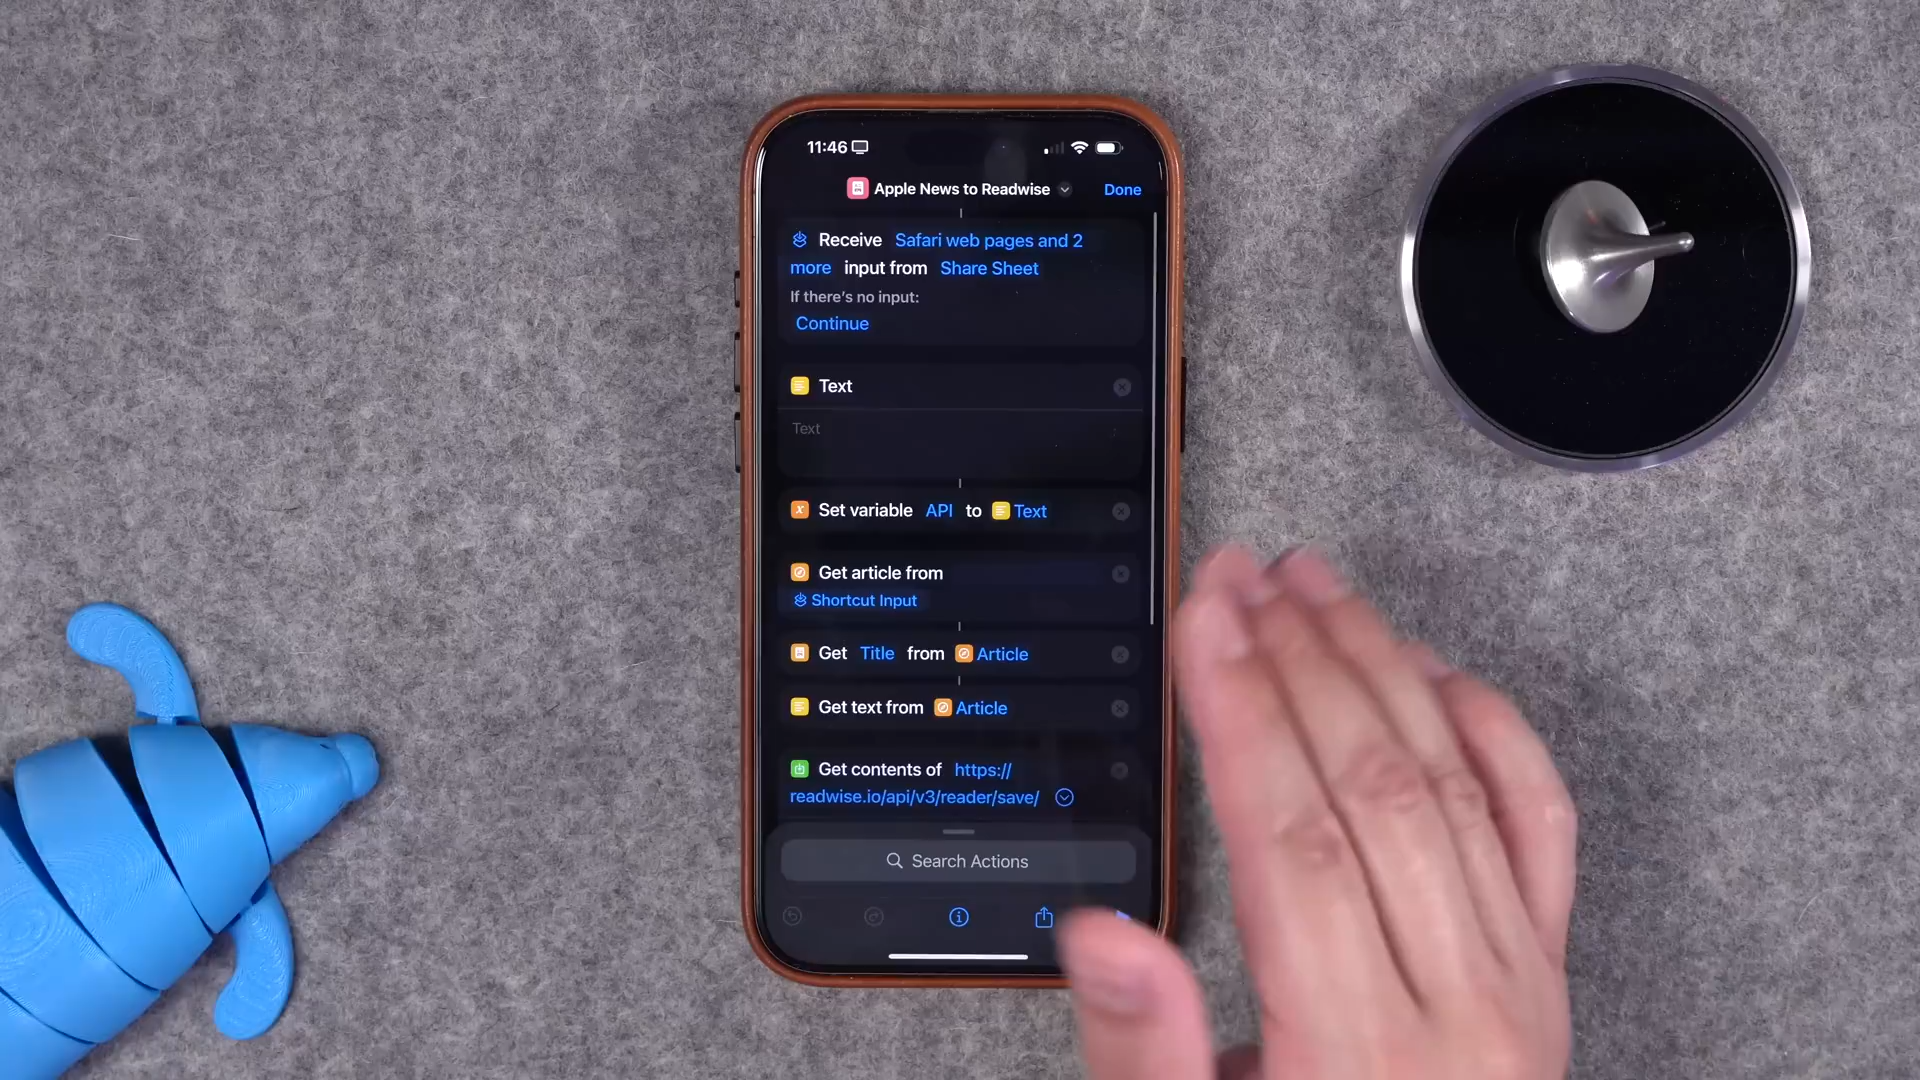 11:46
Apple News to Readwise
Done
Receive Safari web pages and 2
more input from Share Sheet
If there's no input:
Continue
Text
Text
Set variable API to Text
Get article from
Shortcut Input
Get Title from Article
Get text from Article
Get contents of https://
readwise.io/api/v3/reader/save/
Search Actions